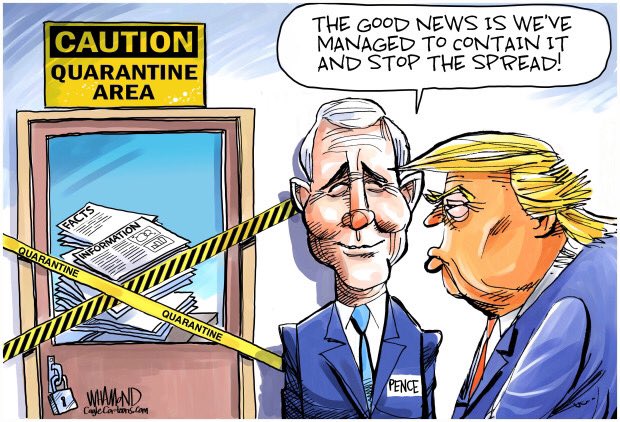 CAUTION
QUARANTINE
AREA
THE GOOD NEWS IS WE'VE
MANAGED TO CONTAIN IT
AND STOP THE SPREAD!
FACTS
INFORMATION
QUARANTINE
QUARANTINE
PENCE
WHAMOND
CagleCartoons.com